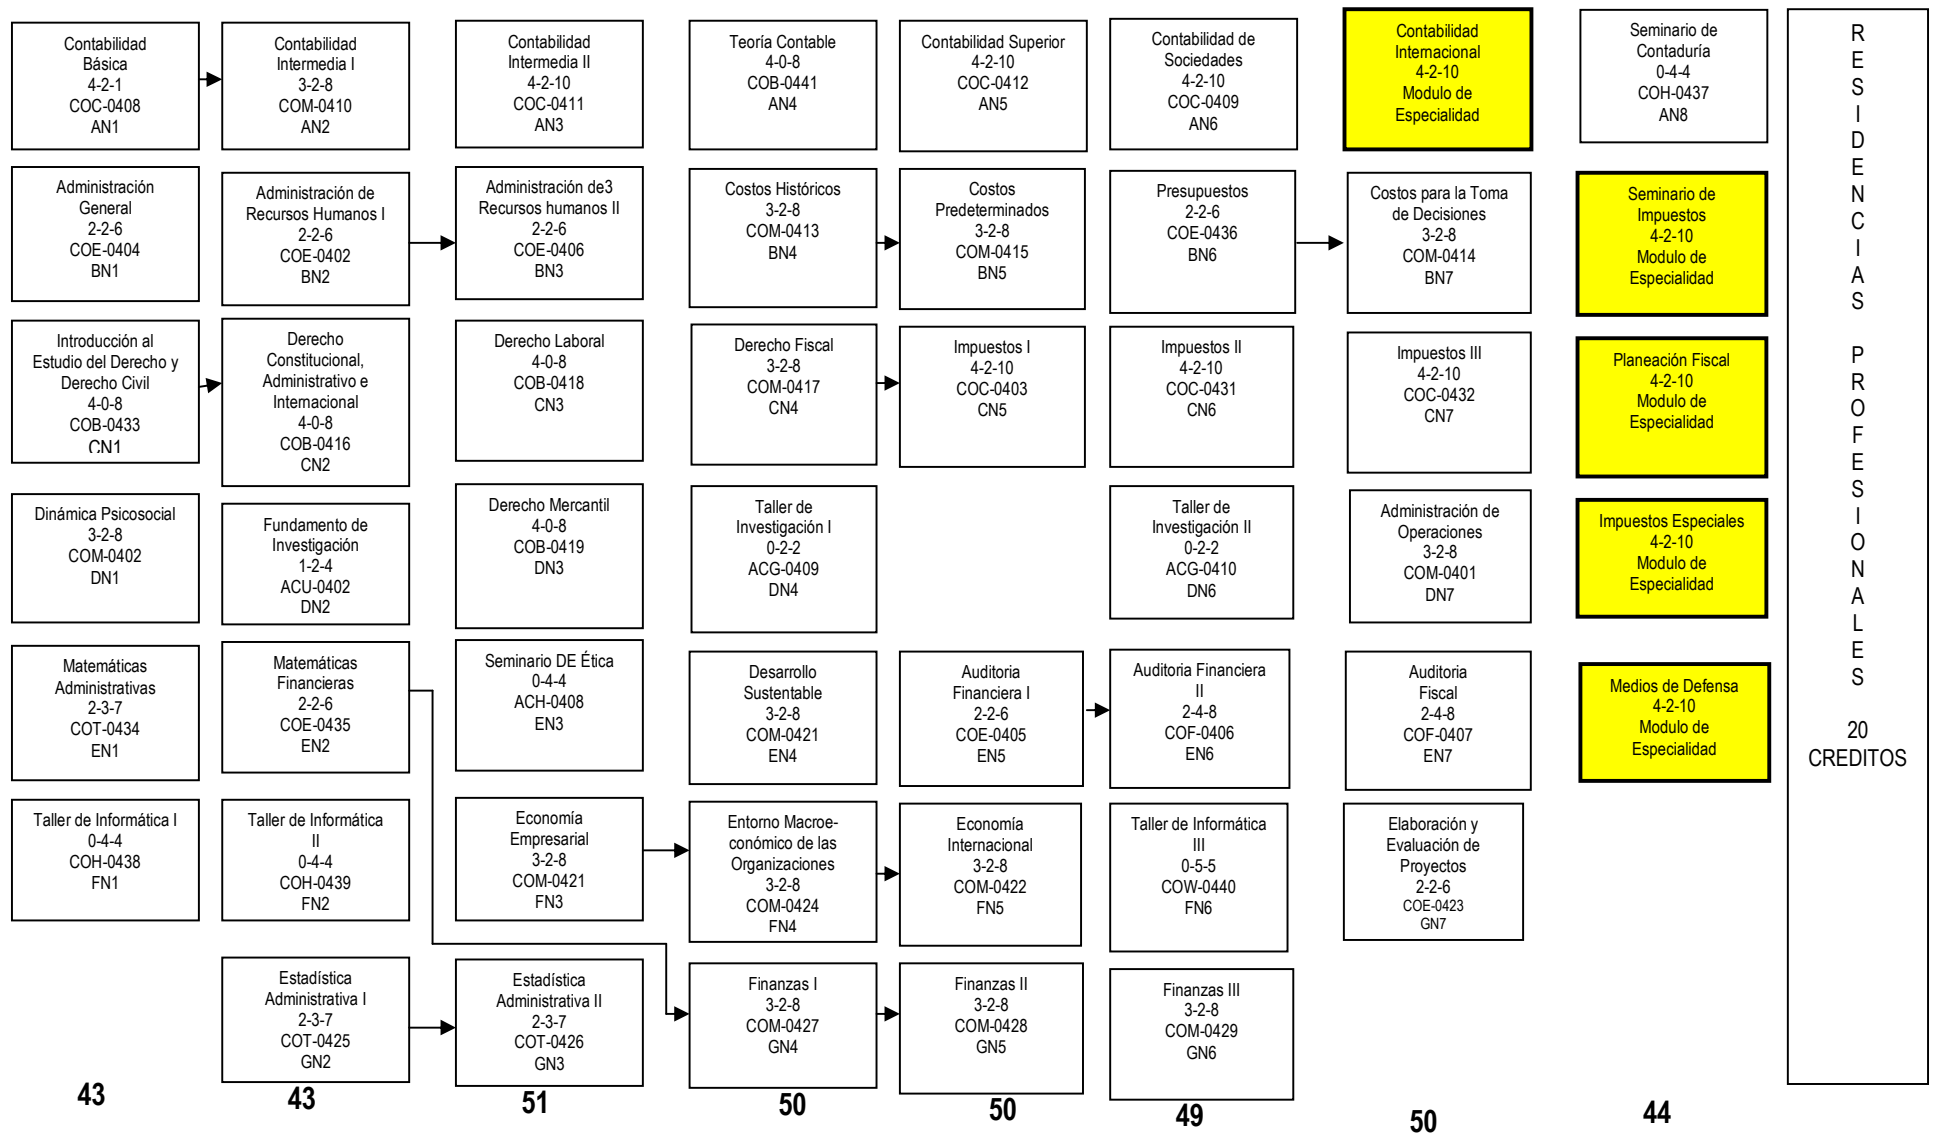 Contabilidad
Básica
4-2-1
COC-0408
AN1
Contabilidad
Intermedia I
3-2-8
COM-0410
AN2
Contabilidad
Intermedia II
4-2-10
COC-0411
AN3
Teoría Contable
4-0-8
COB-0441
AN4
Contabilidad Superior
4-2-10
COC-0412
AN5
Contabilidad de
Sociedades
4-2-10
COC-0409
AN6
Contabilidad
Internacional
4-2-10
Modulo de
Especialidad
Seminario de
Contaduría
0-4-4
COH-0437
AN8
Administración
General
2-2-6
COE-0404
BN1
Administración de
Recursos Humanos I
2-2-6
COE-0402
BN2
Administración de3
Recursos humanos II
2-2-6
COE-0406
BN3
Costos Históricos
3-2-8
COM-0413
BN4
Costos
Predeterminados
3-2-8
COM-0415
BN5
Presupuestos
2-2-6
COE-0436
BN6
Costos para la Toma
de Decisiones
3-2-8
COM-0414
BN7
Seminario de
Impuestos
4-2-10
Modulo de
Especialidad
Introducción al
Estudio del Derecho y
Derecho Civil
4-0-8
COB-0433
CN1
Derecho
Constitucional,
Administrativo e
Internacional
4-0-8
COB-0416
CN2
Derecho Laboral
4-0-8
COB-0418
CN3
Derecho Fiscal
3-2-8
COM-0417
CN4
Impuestos I
4-2-10
COC-0403
CN5
Impuestos II
4-2-10
COC-0431
CN6
Impuestos III
4-2-10
COC-0432
CN7
Planeación Fiscal
4-2-10
Modulo de
Especialidad
Dinámica Psicosocial
3-2-8
COM-0402
DN1
Fundamento de
Investigación
1-2-4
ACU-0402
DN2
Derecho Mercantil
4-0-8
COB-0419
DN3
Taller de
Investigación I
0-2-2
ACG-0409
DN4
Taller de
Investigación II
0-2-2
ACG-0410
DN6
Administración de
Operaciones
3-2-8
COM-0401
DN7
Impuestos Especiales
4-2-10
Modulo de
Especialidad
Matemáticas
Administrativas
2-3-7
COT-0434
EN1
Matemáticas
Financieras
2-2-6
COE-0435
EN2
Seminario DE Ética
0-4-4
ACH-0408
EN3
Desarrollo
Sustentable
3-2-8
COM-0421
EN4
Auditoria
Financiera I
2-2-6
COE-0405
EN5
Auditoria Financiera
II
2-4-8
COF-0406
EN6
Auditoria
Fiscal
2-4-8
COF-0407
EN7
Medios de Defensa
4-2-10
Modulo de
Especialidad
Taller de Informática I
0-4-4
COH-0438
FN1
Taller de Informática
II
0-4-4
COH-0439
FN2
Economía
Empresarial
3-2-8
COM-0421
FN3
Entorno Macroe-
conómico de las
Organizaciones
3-2-8
COM-0424
FN4
Economía
Internacional
3-2-8
COM-0422
FN5
Taller de Informática
III
0-5-5
COW-0440
FN6
Elaboración y
Evaluación de
Proyectos
2-2-6
COE-0423
GN7
Estadística
Administrativa I
2-3-7
COT-0425
GN2
Estadística
Administrativa II
2-3-7
COT-0426
GN3
Finanzas I
3-2-8
COM-0427
GN4
Finanzas II
3-2-8
COM-0428
GN5
Finanzas III
3-2-8
COM-0429
GN6
RESIDENCIAS
PROFESIONALES
20
CREDITOS
43
43
51
50
50
49
50
44